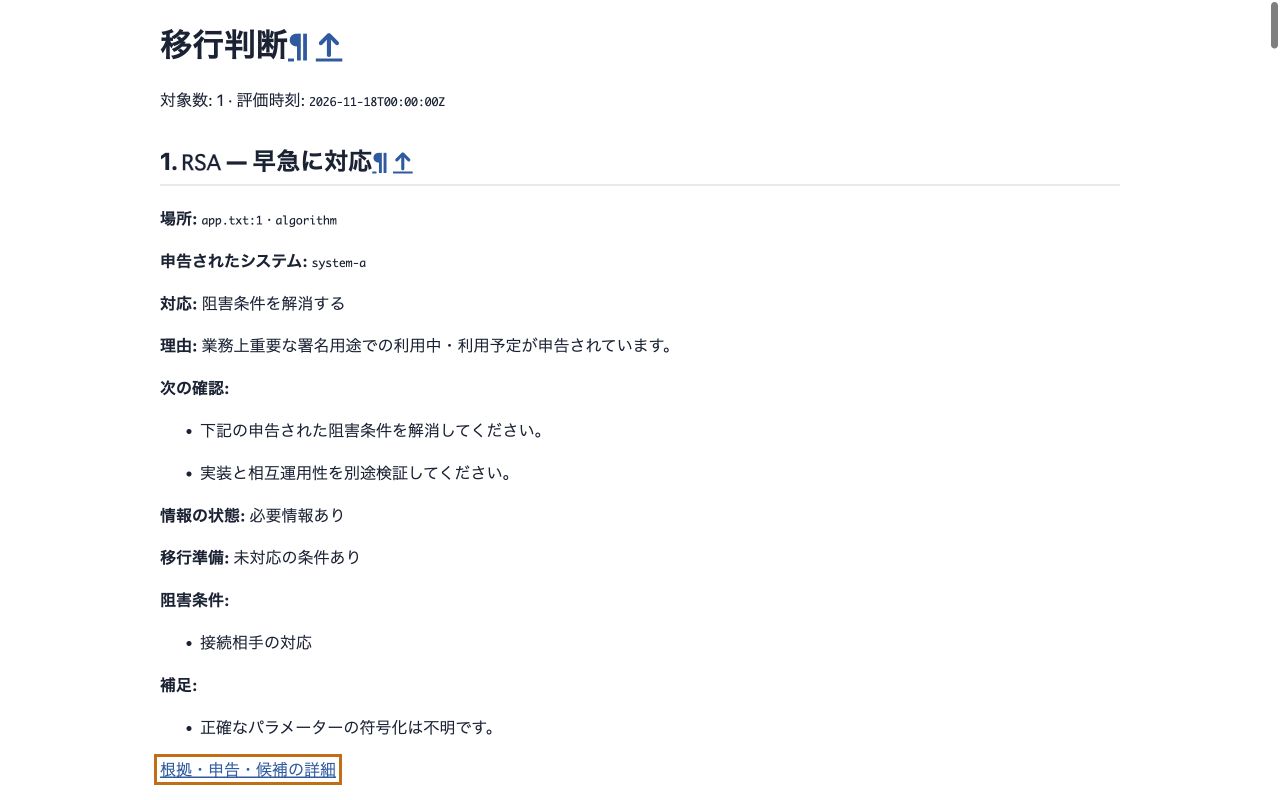 移行判断¶ ↑
対象数: 1 · 評価時刻: 2026-11-18T00:00:00Z
1. RSA — 早急に対応¶ ↑
場所: app.txt:1 · algorithm
申告されたシステム: system-a
対応: 阻害条件を解消する
理由: 業務上重要な署名用途での利用中・利用予定が申告されています。
次の確認:
• 下記の申告された阻害条件を解消してください。
• 実装と相互運用性を別途検証してください。
情報の状態: 必要情報あり
移行準備: 未対応の条件あり
阻害条件:
• 接続相手の対応
補足:
• 正確なパラメーターの符号化は不明です。
根拠・申告・候補の詳細